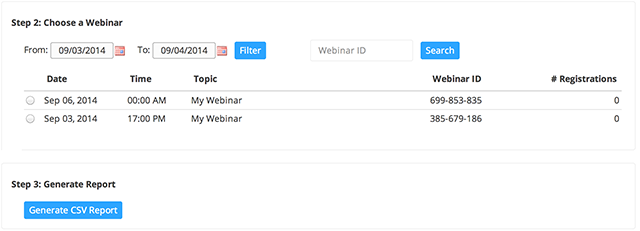 Step 2: Choose a Webinar
From: 09/03/2014 To: 09/04/2014 Filter Webinar ID Search
Date Time Topic Webinar ID # Registrations
Sep 06, 2014 00:00 AM My Webinar 699-853-835 0
Sep 03, 2014 17:00 PM My Webinar 385-679-186 0
Step 3: Generate Report
Generate CSV Report